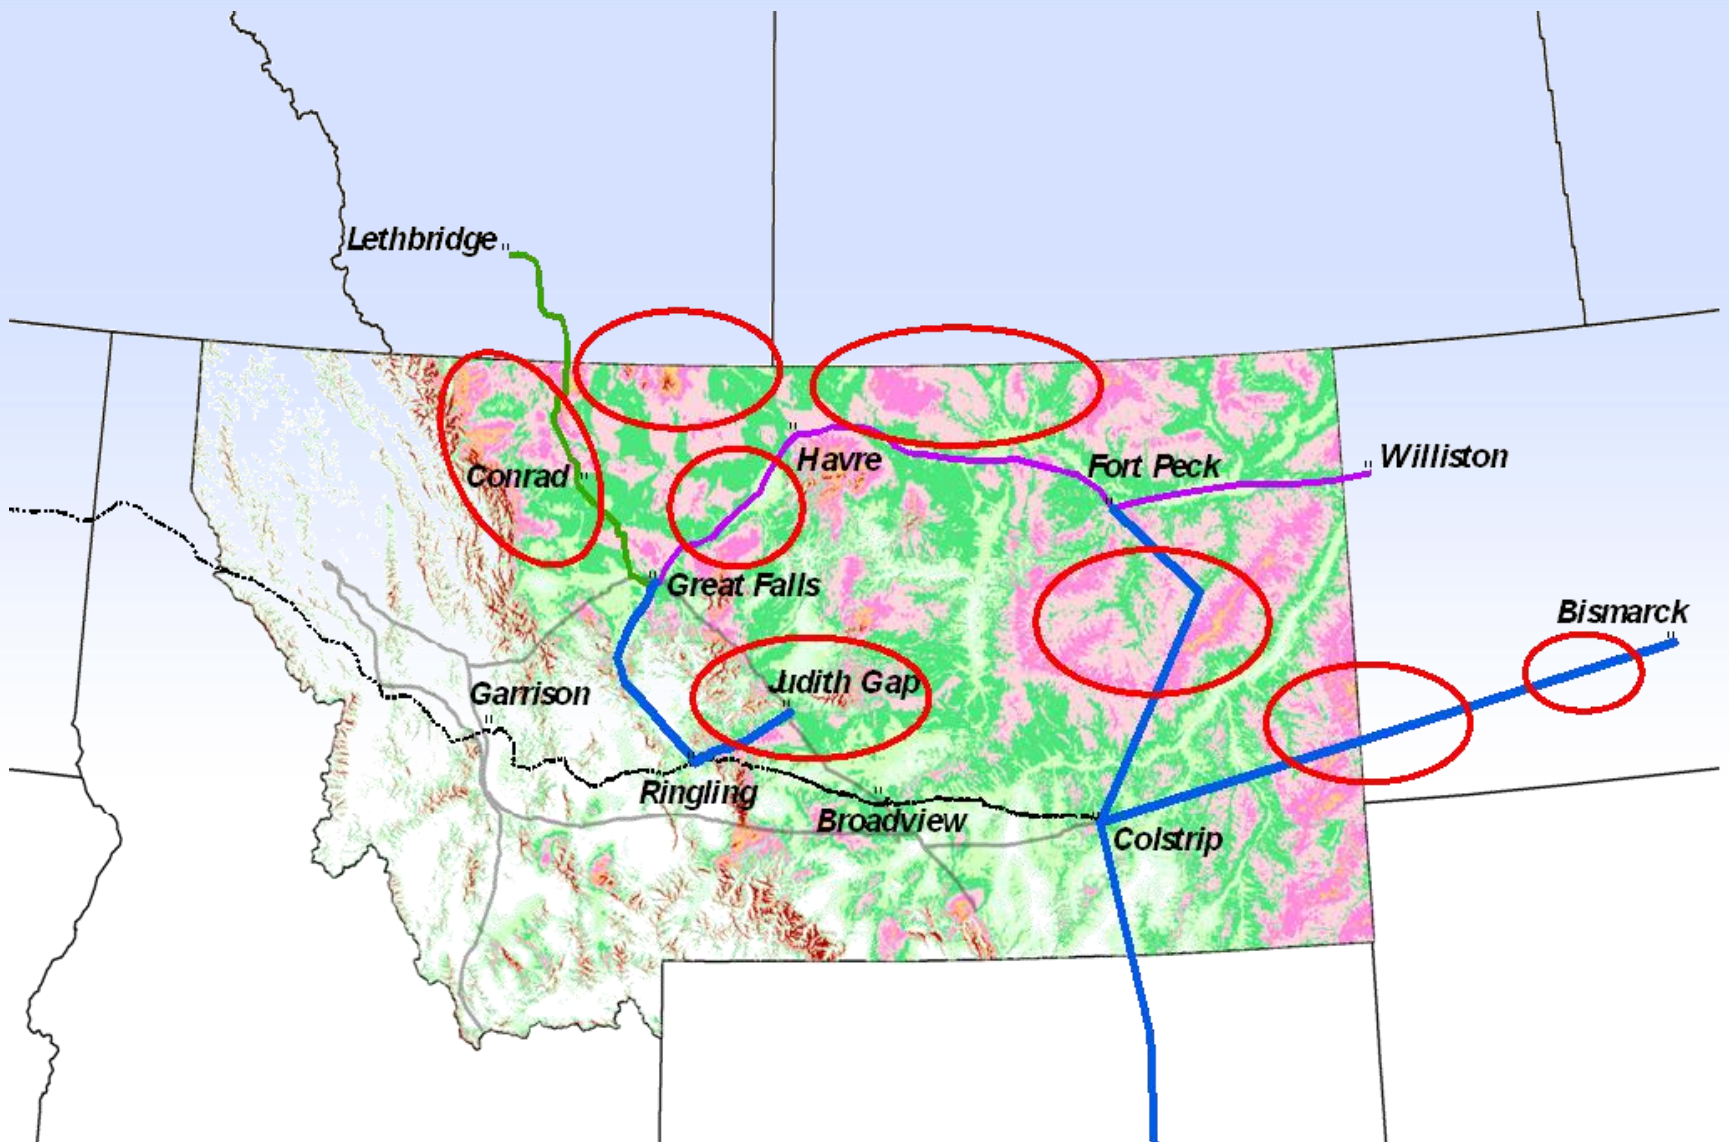 Lethbridge
Conrad
Havre
Fort Peck
Williston
Great Falls
Bismarck
Judith Gap
Garrison
Ringling
Broadview
Colstrip